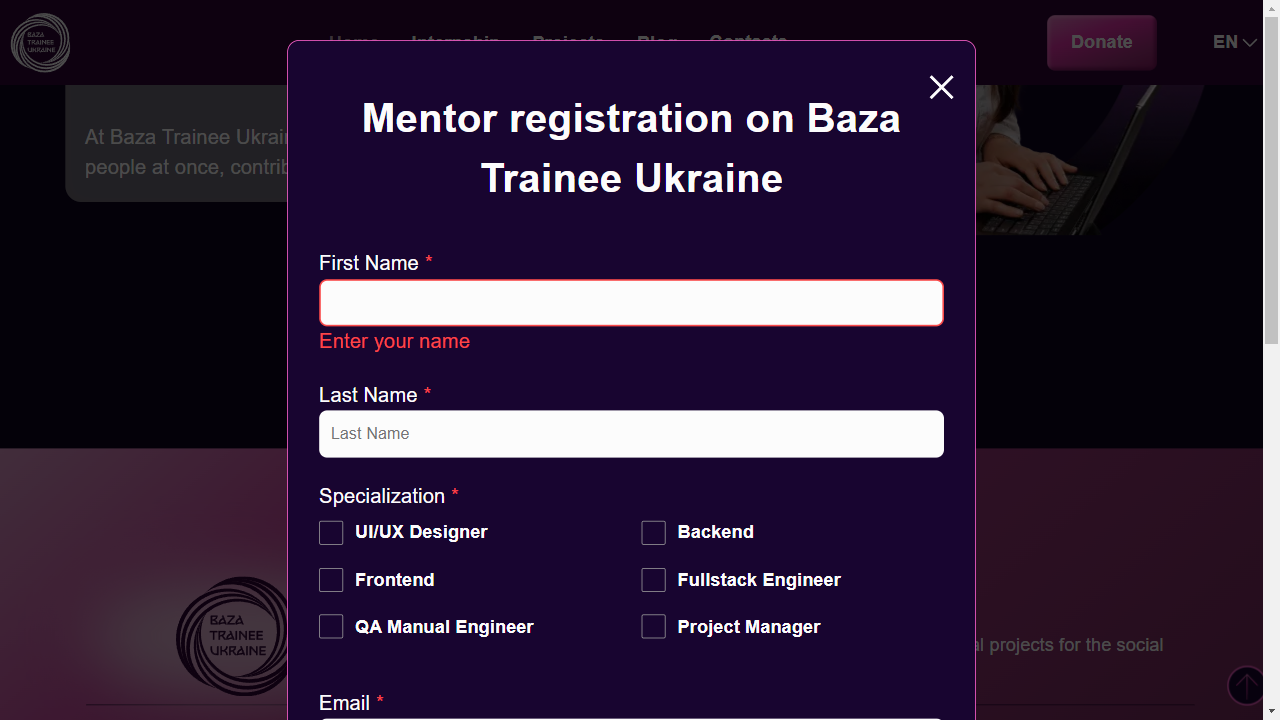 BAZA
TRAINEE
UKRAINE
Home
Internship
Projects
Blog
Contacts
Donate
EN
At Baza Trainee Ukrai
people at once, contrib
Mentor registration on Baza
Trainee Ukraine
First Name *
Enter your name
Last Name *
Last Name
Specialization *
UI/UX Designer
Backend
Frontend
Fullstack Engineer
QA Manual Engineer
Project Manager
Email *
BAZA
TRAINEE
UKRAINE
al projects for the social